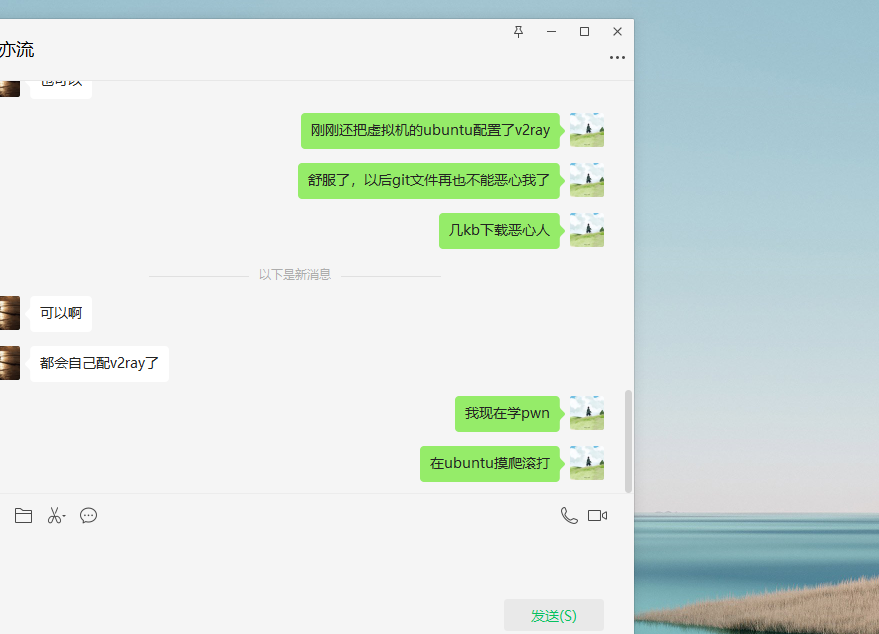 亦流
也可以
刚刚还把虚拟机的ubuntu配置了v2ray
舒服了，以后git文件再也不能恶心我了
几kb下载恶心人
以下是新消息
可以啊
都会自己配v2ray了
我现在学pwn
在ubuntu摸爬滚打
发送(S)